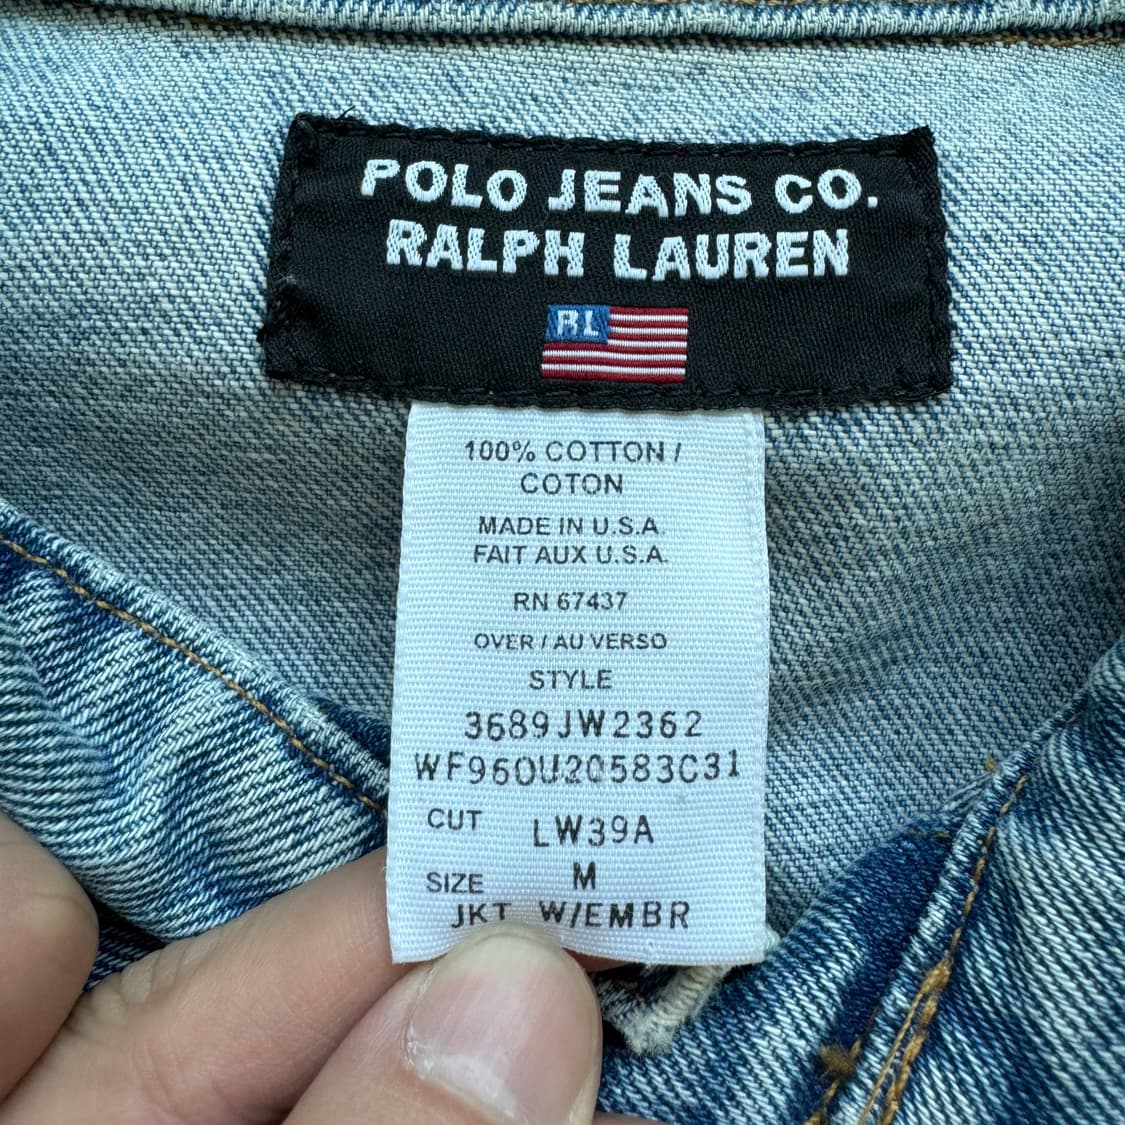 POLO JEANS CO.
RALPH LAUREN
RL
100% COTTON /
COTON
MADE IN U.S.A.
FAIT AUX U.S.A.
RN 67437
OVER / AU VERSO
STYLE
3689JW2362
WF960U20583C31
CUT LW39A
SIZE M
JKT W/EMBR